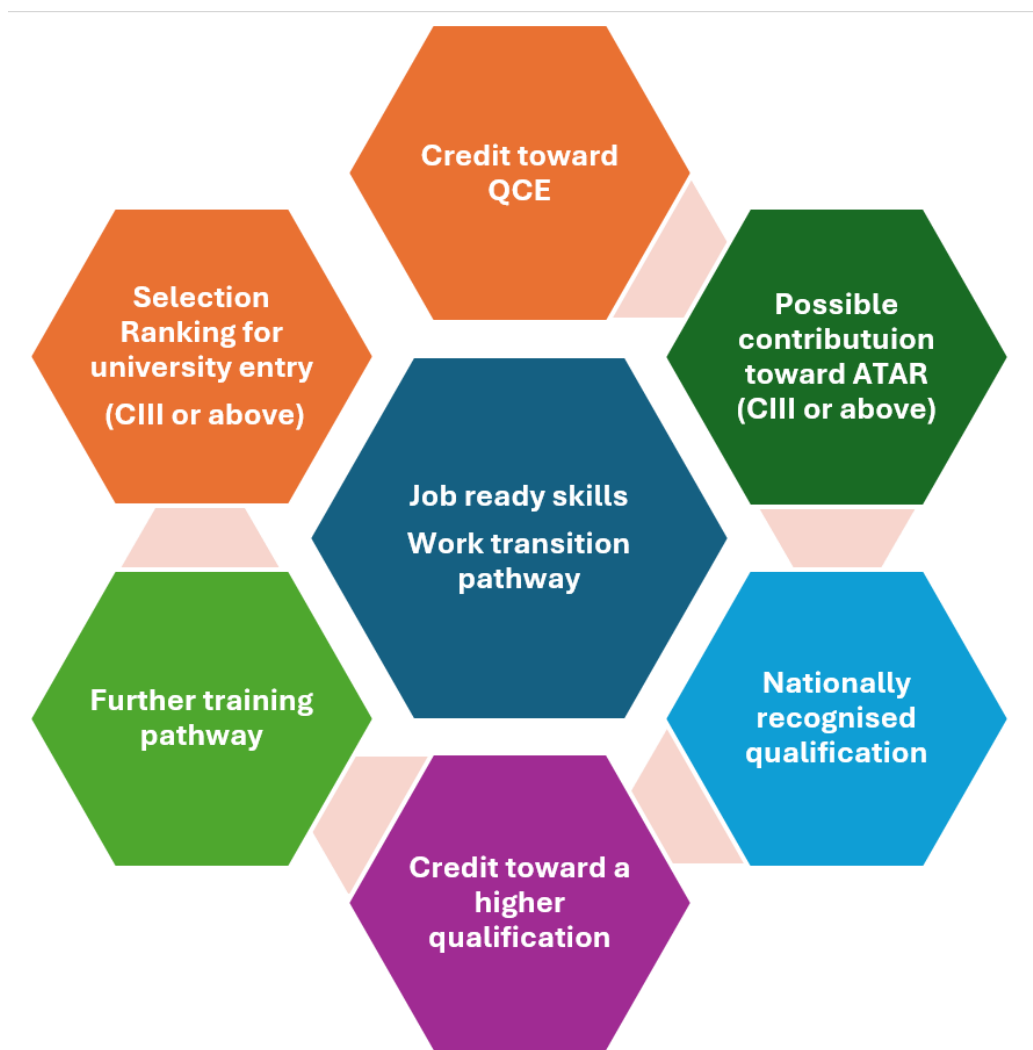 Credit toward
QCE
Selection
Ranking for
university entry
(CIII or above)
Possible
contributuion
toward ATAR
(CIII or above)
Job ready skills
Work transition
pathway
Further training
pathway
Nationally
recognised
qualification
Credit toward a
higher
qualification